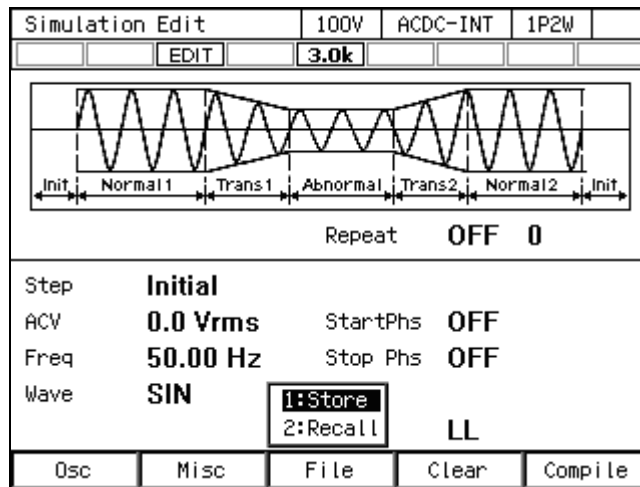 Simulation Edit 100V ACDC-INT 1P2W
EDIT 3.0k
Init Normal1 Trans1 Abnormal Trans2 Normal2 Init
Repeat OFF 0
Step Initial
ACV 0.0 Vrms StartPhs OFF
Freq 50.00 Hz Stop Phs OFF
Wave SIN 1:Store
2:Recall LL
Osc Misc File Clear Compile